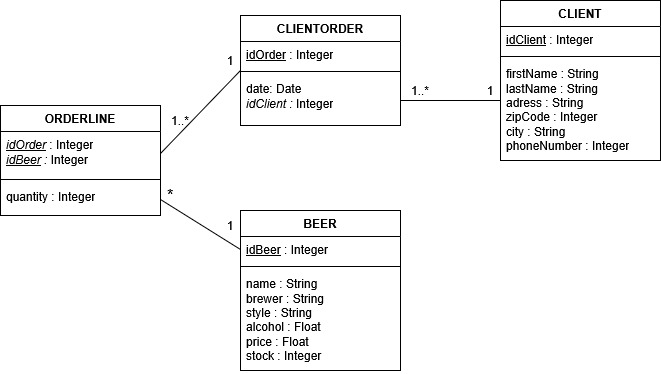 CLIENTORDER
idOrder : Integer
date: Date
idClient : Integer
CLIENT
idClient : Integer
firstName : String
lastName : String
adress : String
zipCode : Integer
city : String
phoneNumber : Integer
1
1..*
1..*
1
ORDERLINE
idOrder : Integer
idBeer : Integer
quantity : Integer
*
1
BEER
idBeer : Integer
name : String
brewer : String
style : String
alcohol : Float
price : Float
stock : Integer